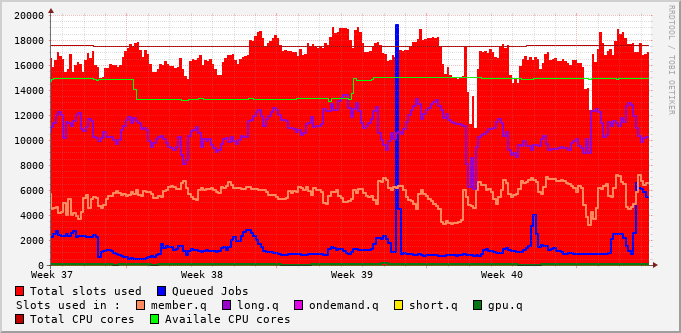 20000
18000
16000
14000
12000
10000
8000
6000
4000
2000
0
Week 37 Week 38 Week 39 Week 40
Total slots used Queued Jobs
Slots used in : member.q long.q ondemand.q short.q gpu.q
Total CPU cores Availale CPU cores
RRDTOOL / TOBI OETIKER